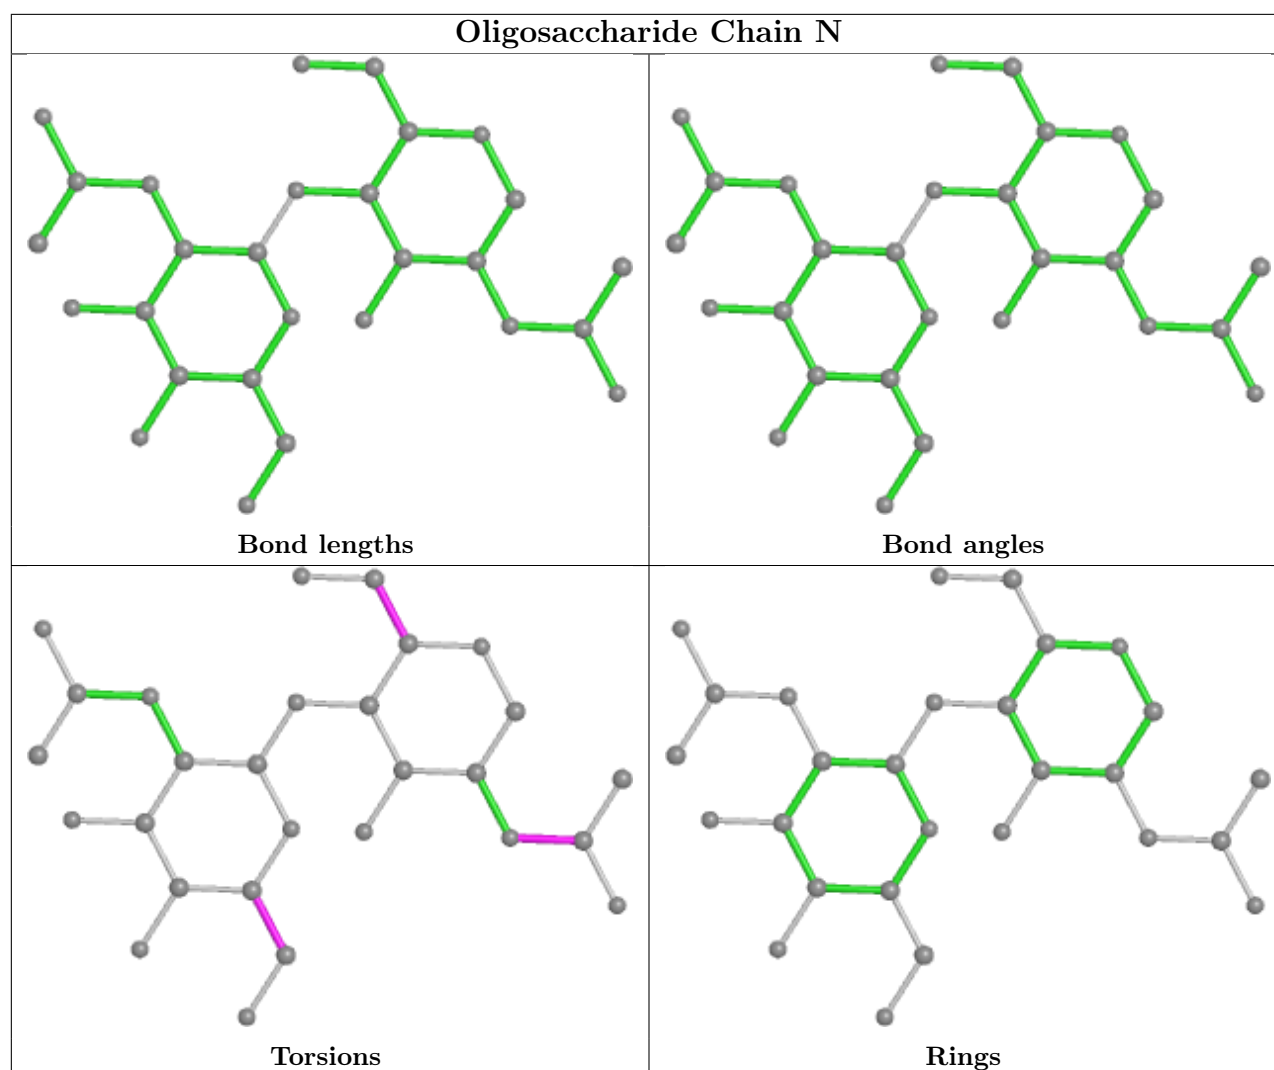 Oligosaccharide Chain N
Bond lengths
Bond angles
Torsions
Rings